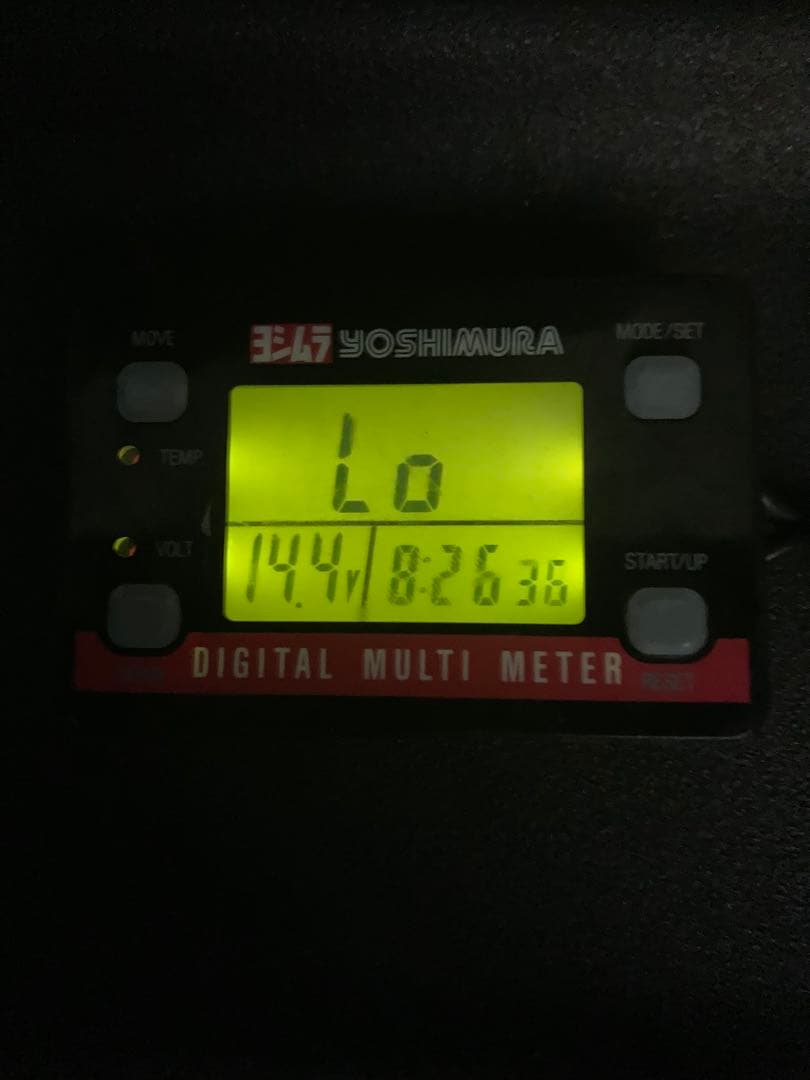 MOVE
ヨシムラ YOSHIMURA
MODE/SET
Lo
TEMP
VOLT
14.4V 8:26 36
START/UP
DIGITAL MULTI METER
RESET